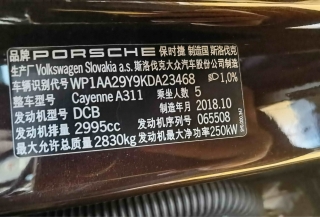 品牌 PORSCHE 保时捷 制造国 斯洛伐克
生产厂 Volkswagen Slovakia a.s. 斯洛伐克大众汽车股份有限公司
车辆识别代号 WP1AA29Y9KDA23468 1,0%
整车型号 Cayenne A311 乘坐人数 5
发动机型号 DCB 制造年月 2018.10
发动机排量 2995cc 发动机序号 065508
最大允许总质量 2830kg 发动机最大净功率 250kW